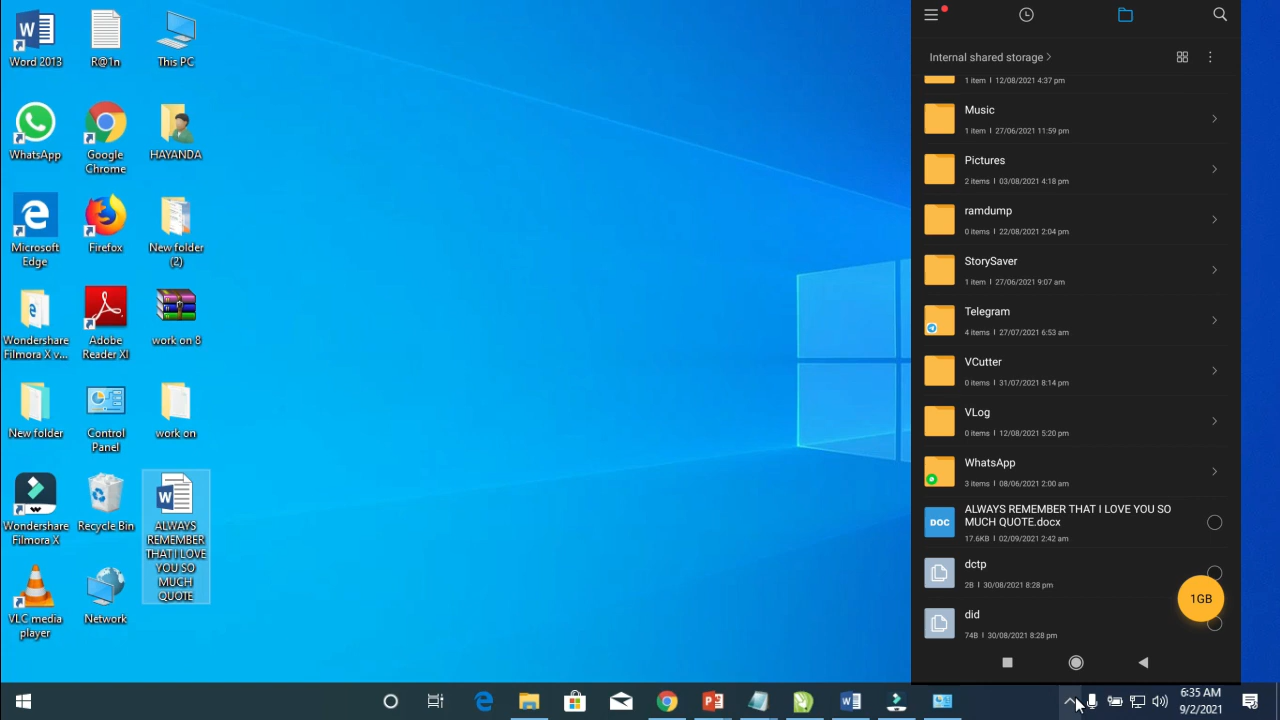 Word 2013
R@1n
This PC
WhatsApp
Google
Chrome
HAYANDA
Microsoft
Edge
Firefox
New folder
(2)
Wondershare
Filmora X v...
Adobe
Reader XI
work on 8
New folder
Control
Panel
work on
Wondershare
Filmora X
Recycle Bin
ALWAYS
REMEMBER
THAT I LOVE
YOU SO
MUCH
QUOTE
VLC media
player
Network
Internal shared storage
1 item | 12/08/2021 4:37 pm
Music
1 item | 27/06/2021 11:59 pm
Pictures
2 items | 03/08/2021 4:18 pm
ramdump
0 items | 22/08/2021 2:04 pm
StorySaver
1 item | 27/06/2021 9:07 am
Telegram
4 items | 27/07/2021 6:53 am
VCutter
0 items | 31/07/2021 8:14 pm
VLog
0 items | 12/08/2021 5:20 pm
WhatsApp
3 items | 08/06/2021 2:00 am
DOC
ALWAYS REMEMBER THAT I LOVE YOU SO
MUCH QUOTE.docx
17.6KB | 02/09/2021 2:42 am
dctp
2B | 30/08/2021 8:28 pm
1GB
did
74B | 30/08/2021 8:28 pm
6:35 AM
9/2/2021